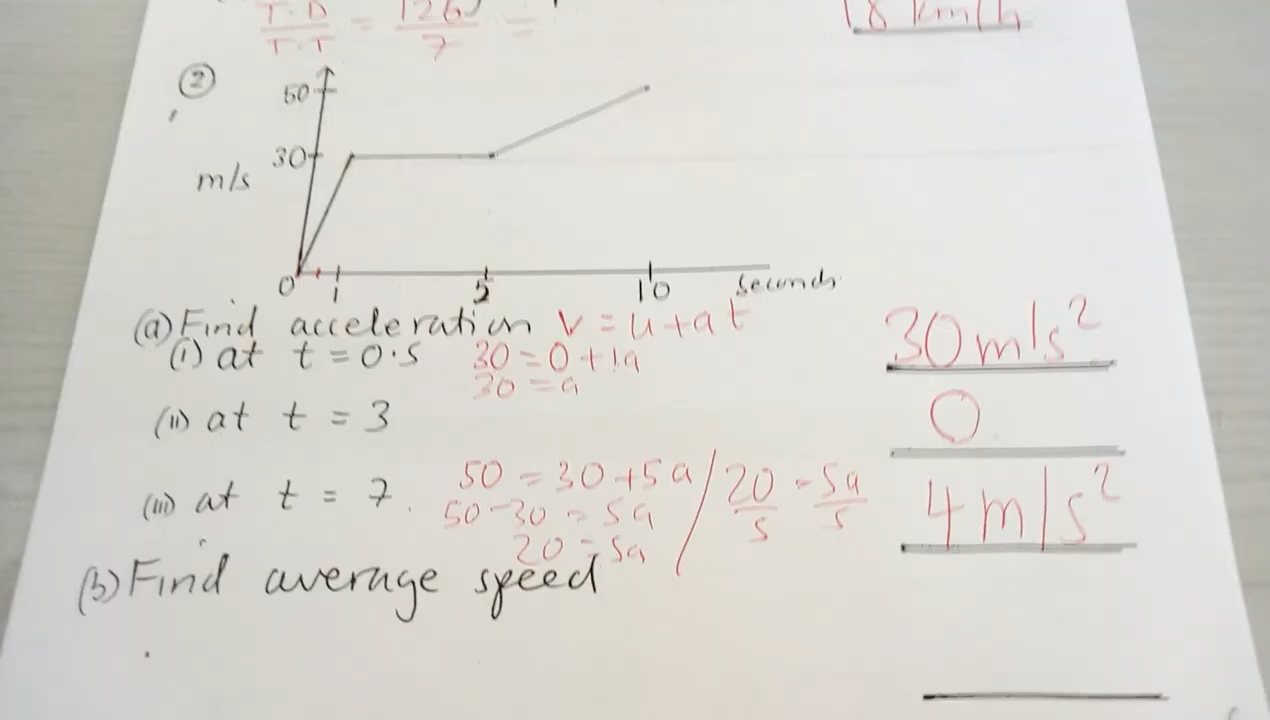 T.D = 126 =
T.T 7
18 km/h
②
50
30
m/s
0 1 5 10 seconds
(a) Find acceleration v = u + at
(i) at t = 0.5 30 = 0 + 1a 30 m/s²
30 = a
(ii) at t = 3 0
(iii) at t = 7. 50 = 30 + 5a / 20 = 5a 4 m/s²
50 - 30 = 5a 5 5
20 = 5a
(b) Find average speed